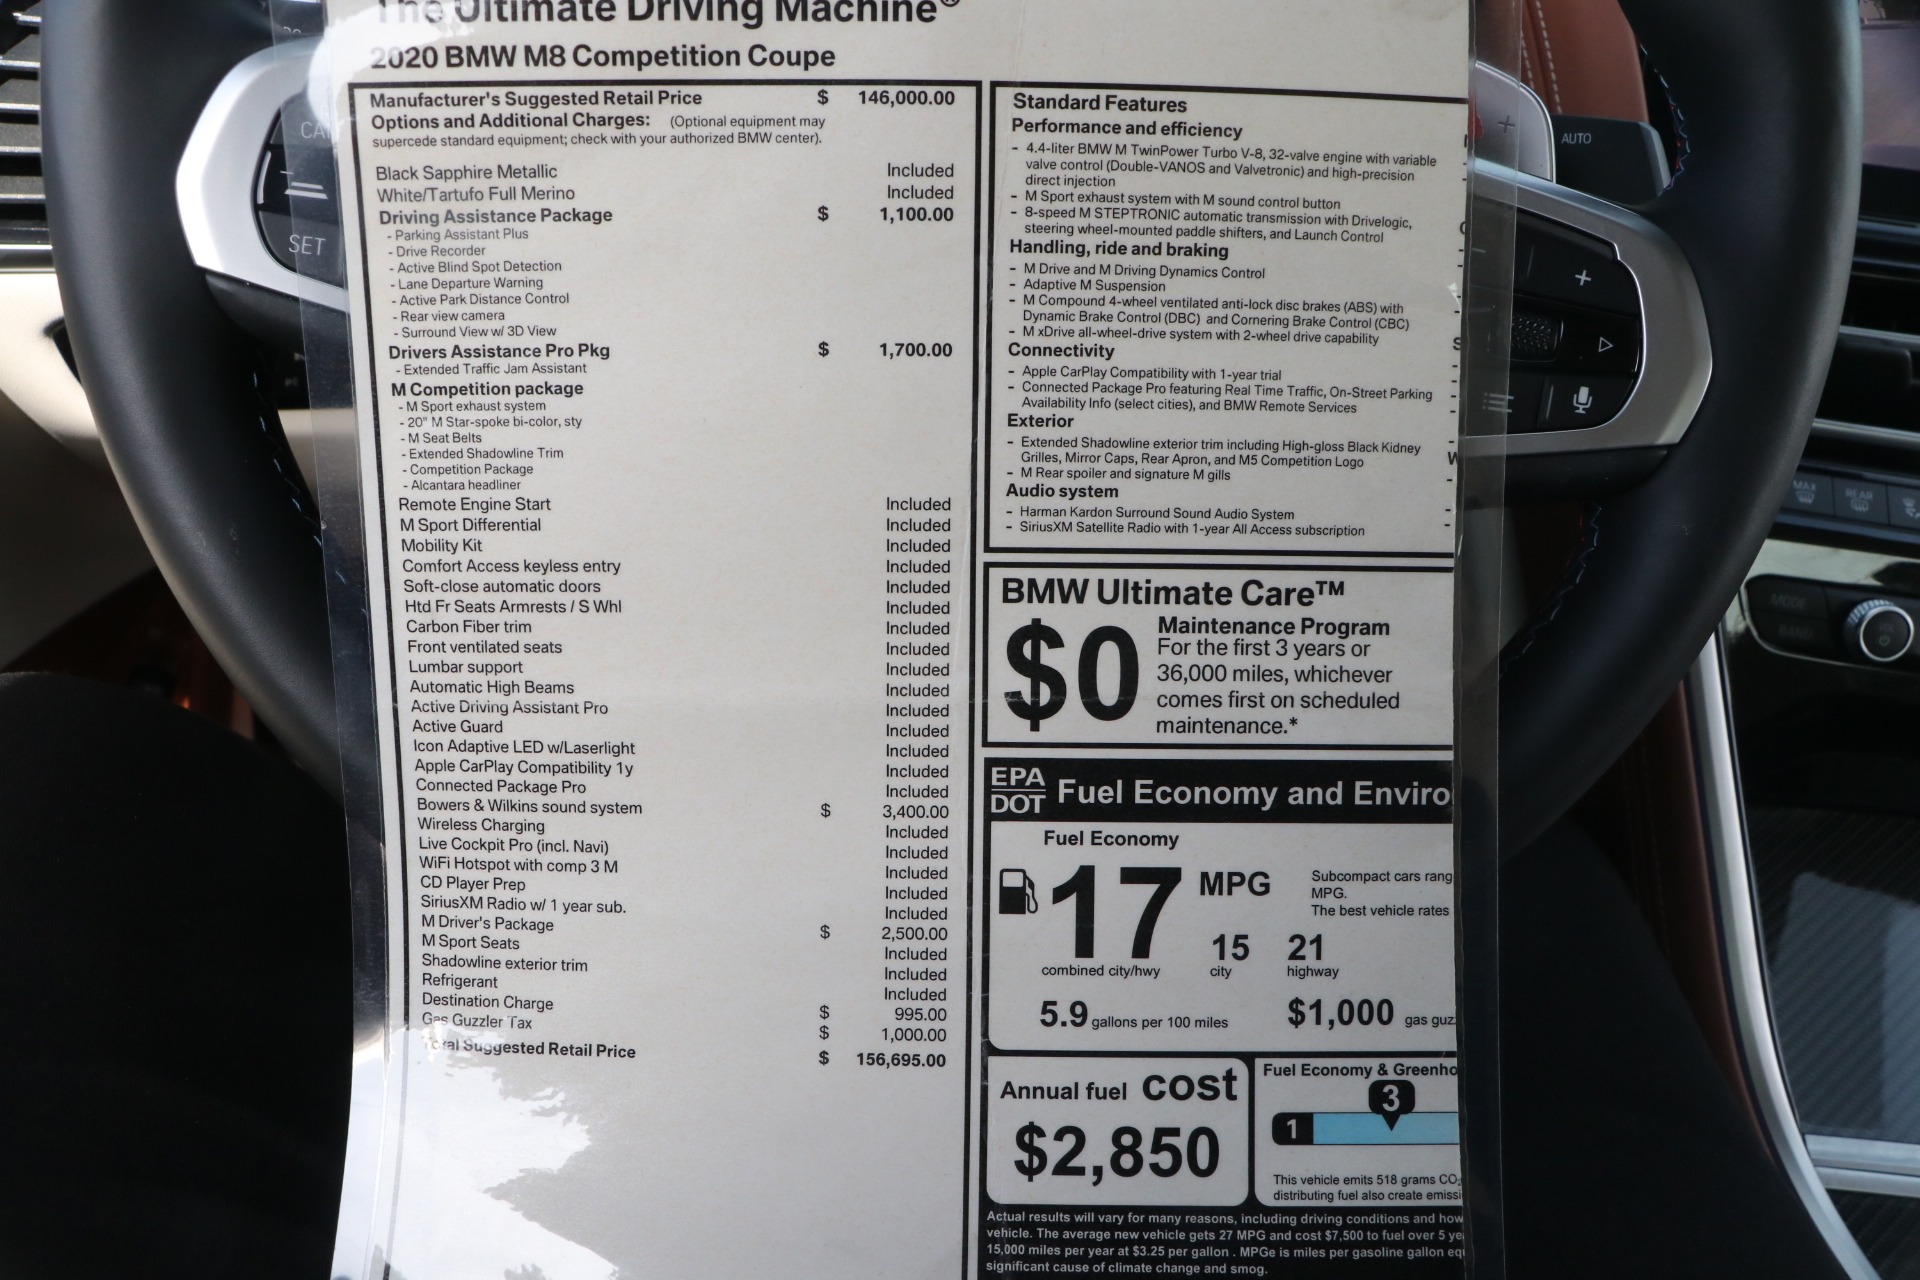 The Ultimate Driving Machine®
2020 BMW M8 Competition Coupe
Manufacturer's Suggested Retail Price $ 146,000.00
Options and Additional Charges: (Optional equipment may
supercede standard equipment; check with your authorized BMW center).
Black Sapphire Metallic Included
White/Tartufo Full Merino Included
Driving Assistance Package $ 1,100.00
- Parking Assistant Plus
- Drive Recorder
- Active Blind Spot Detection
- Lane Departure Warning
- Active Park Distance Control
- Rear view camera
- Surround View w/ 3D View
Drivers Assistance Pro Pkg $ 1,700.00
- Extended Traffic Jam Assistant
M Competition package
- M Sport exhaust system
- 20" M Star-spoke bi-color, sty
- M Seat Belts
- Extended Shadowline Trim
- Competition Package
- Alcantara headliner
Remote Engine Start Included
M Sport Differential Included
Mobility Kit Included
Comfort Access keyless entry Included
Soft-close automatic doors Included
Htd Fr Seats Armrests / S Whl Included
Carbon Fiber trim Included
Front ventilated seats Included
Lumbar support Included
Automatic High Beams Included
Active Driving Assistant Pro Included
Active Guard Included
Icon Adaptive LED w/Laserlight Included
Apple CarPlay Compatibility 1y Included
Connected Package Pro Included
Bowers & Wilkins sound system $ 3,400.00
Wireless Charging Included
Live Cockpit Pro (incl. Navi) Included
WiFi Hotspot with comp 3 M Included
CD Player Prep Included
SiriusXM Radio w/ 1 year sub. Included
M Driver's Package $ 2,500.00
M Sport Seats Included
Shadowline exterior trim Included
Refrigerant Included
Destination Charge $ 995.00
Gas Guzzler Tax $ 1,000.00
Total Suggested Retail Price $ 156,695.00
Standard Features
Performance and efficiency
- 4.4-liter BMW M TwinPower Turbo V-8, 32-valve engine with variable
valve control (Double-VANOS and Valvetronic) and high-precision
direct injection
- M Sport exhaust system with M sound control button
- 8-speed M STEPTRONIC automatic transmission with Drivelogic,
steering wheel-mounted paddle shifters, and Launch Control
Handling, ride and braking
- M Drive and M Driving Dynamics Control
- Adaptive M Suspension
- M Compound 4-wheel ventilated anti-lock disc brakes (ABS) with
Dynamic Brake Control (DBC) and Cornering Brake Control (CBC)
- M xDrive all-wheel-drive system with 2-wheel drive capability
Connectivity
- Apple CarPlay Compatibility with 1-year trial
- Connected Package Pro featuring Real Time Traffic, On-Street Parking
Availability Info (select cities), and BMW Remote Services
Exterior
- Extended Shadowline exterior trim including High-gloss Black Kidney
Grilles, Mirror Caps, Rear Apron, and M5 Competition Logo
- M Rear spoiler and signature M gills
Audio system
- Harman Kardon Surround Sound Audio System
- SiriusXM Satellite Radio with 1-year All Access subscription
BMW Ultimate Care™
$0
Maintenance Program
For the first 3 years or
36,000 miles, whichever
comes first on scheduled
maintenance.*
EPA
DOT
Fuel Economy and Enviro
Fuel Economy
17 MPG
Subcompact cars rang
MPG.
The best vehicle rates
15 21
combined city/hwy city highway
5.9 gallons per 100 miles
$1,000 gas guz
Annual fuel cost
$2,850
Fuel Economy & Greenho
3
1
This vehicle emits 518 grams CO2
distributing fuel also create emissi
Actual results will vary for many reasons, including driving conditions and how
vehicle. The average new vehicle gets 27 MPG and cost $7,500 to fuel over 5 ye
15,000 miles per year at $3.25 per gallon . MPGe is miles per gasoline gallon equ
significant cause of climate change and smog.
SET
AUTO
MAX
REAR
MODE
BAND